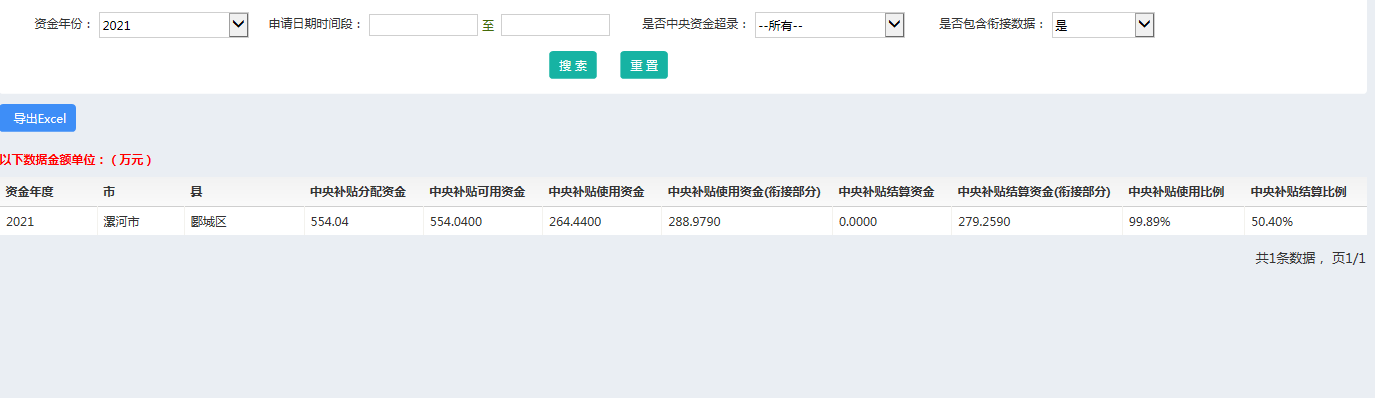 资金年份： 2021 申请日期时间段： 至 是否中央资金超录： --所有-- 是否包含衔接数据： 是
搜 索 重 置
导出Excel
以下数据金额单位：（万元）
资金年度 市 县 中央补贴分配资金 中央补贴可用资金 中央补贴使用资金 中央补贴使用资金(衔接部分) 中央补贴结算资金 中央补贴结算资金(衔接部分) 中央补贴使用比例 中央补贴结算比例
2021 漯河市 郾城区 554.04 554.0400 264.4400 288.9790 0.0000 279.2590 99.89% 50.40%
共1条数据， 页1/1